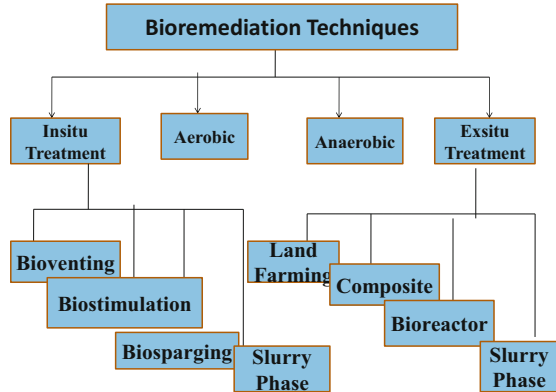 Bioremediation Techniques
Insitu
Treatment
Aerobic
Anaerobic
Exsitu
Treatment
Bioventing
Biostimulation
Biosparging
Slurry
Phase
Land
Farming
Composite
Bioreactor
Slurry
Phase